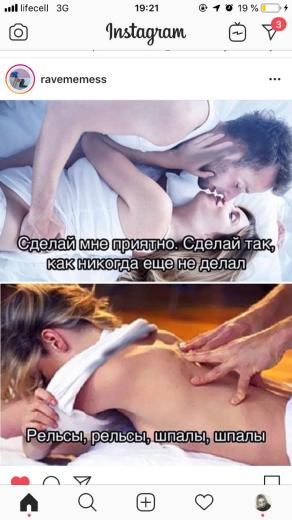 lifecell 3G 19:21 19 %
Instagram
3
ravememess
Сделай мне приятно. Сделай так,
как никогда еще не делал
Рельсы, рельсы, шпалы, шпалы